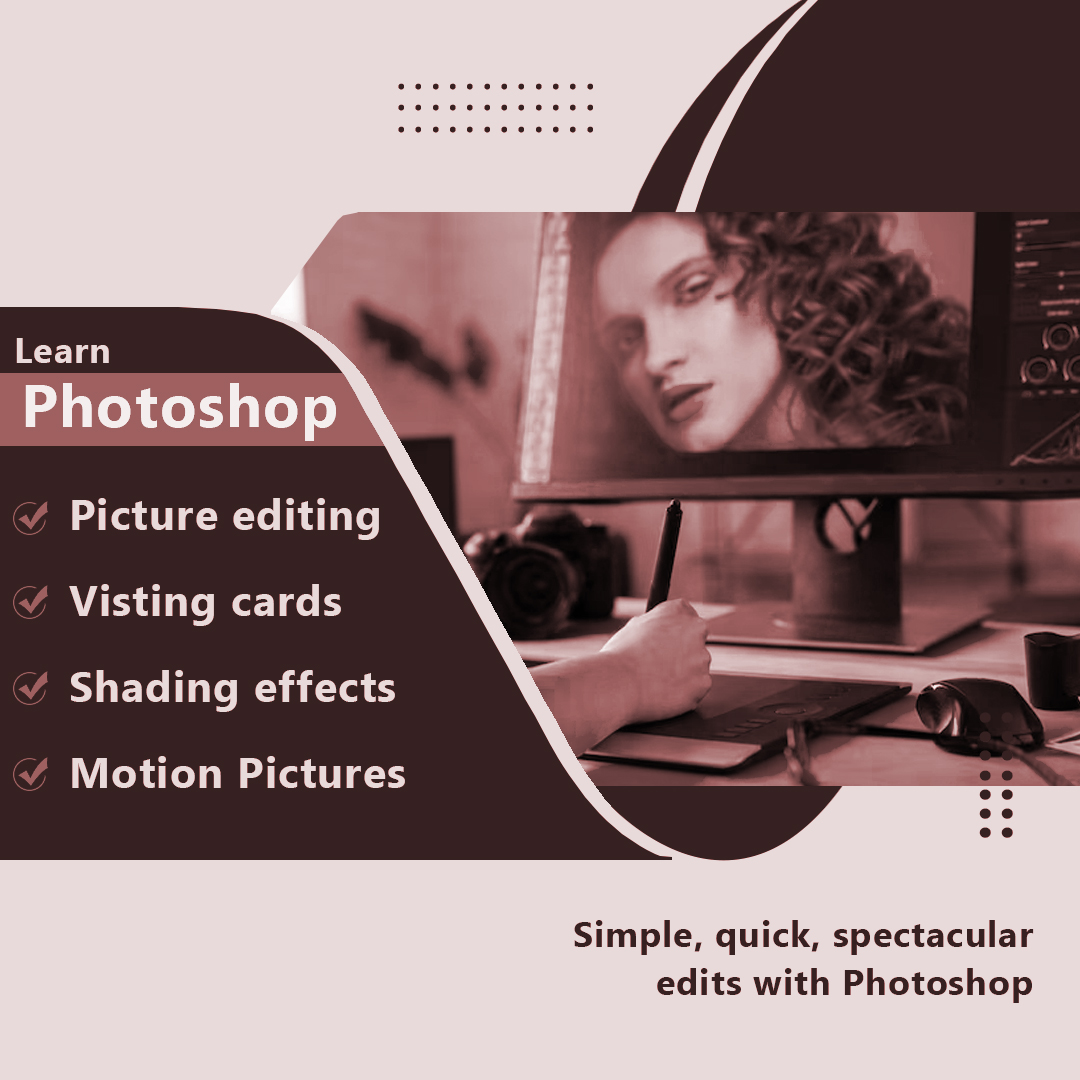 Learn
Photoshop
Picture editing
Visting cards
Shading effects
Motion Pictures
Simple, quick, spectacular
edits with Photoshop